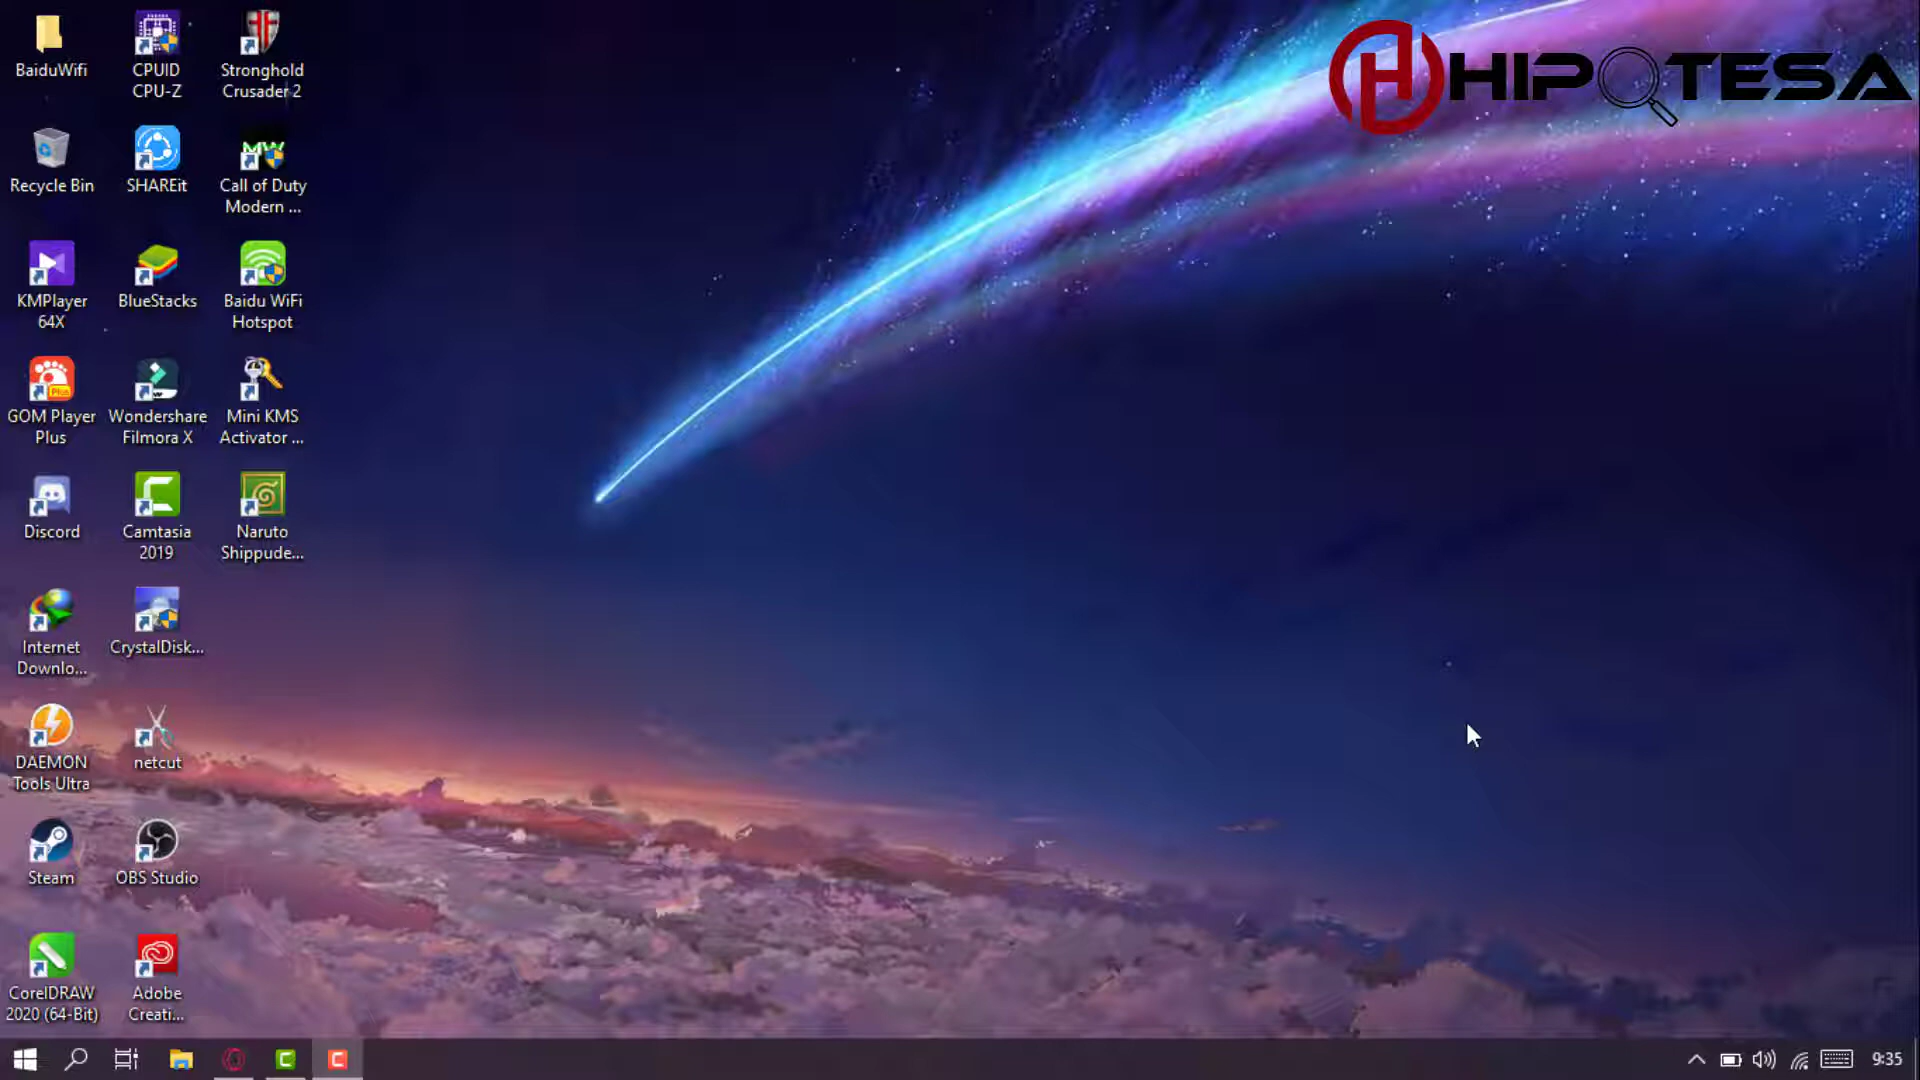 BaiduWifi
CPUID
CPU-Z
Stronghold
Crusader 2
HIPOTESA
Recycle Bin
SHAREit
MW
Call of Duty
Modern ...
KMPlayer
64X
BlueStacks
Baidu WiFi
Hotspot
Plus
GOM Player
Plus
Wondershare
Filmora X
Mini KMS
Activator ...
Discord
Camtasia
2019
Naruto
Shippude...
Internet
Downlo...
CrystalDisk...
DAEMON
Tools Ultra
netcut
Steam
OBS Studio
CorelDRAW
2020 (64-Bit)
Adobe
Creati...
9:35